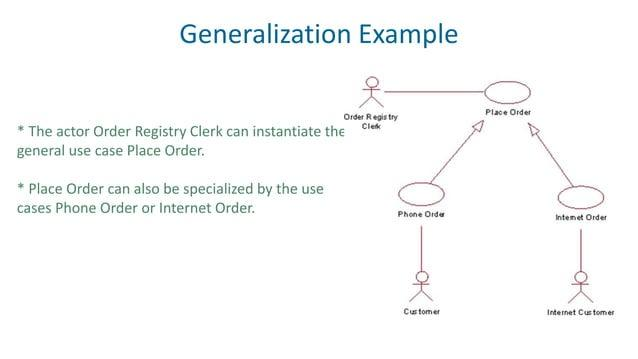 Generalization Example
* The actor Order Registry Clerk can instantiate the
general use case Place Order.
* Place Order can also be specialized by the use
cases Phone Order or Internet Order.
Order Registry
Clerk
Place Order
Phone Order
Internet Order
Customer
Internet Customer